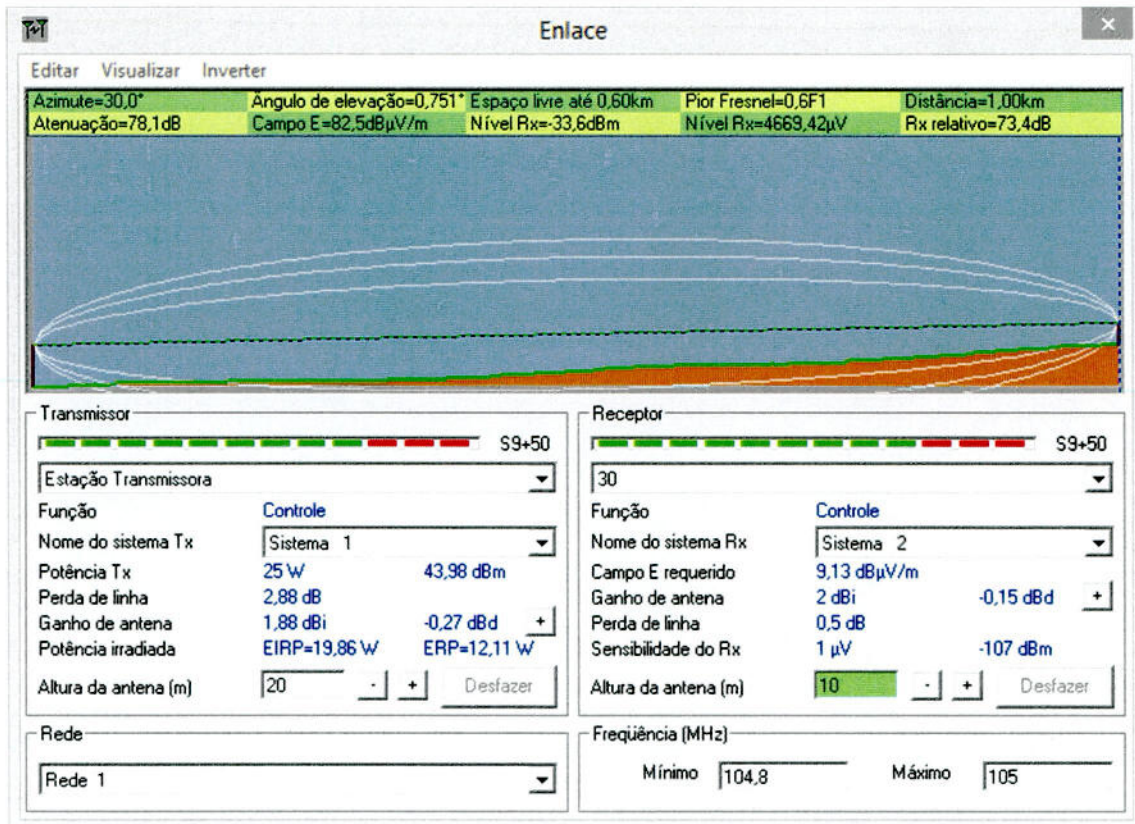 Enlace
Editar Visualizar Inverter
Azimute=30,0° Ângulo de elevação=0,751° Espaço livre até 0,60km Pior Fresnel=0,6F1 Distância=1,00km
Atenuação=78,1dB Campo E=82,5dBµV/m Nível Rx=-33,6dBm Nível Rx=4669,42µV Rx relativo=73,4dB
Transmissor
S9+50
Estação Transmissora
Função Controle
Nome do sistema Tx Sistema 1
Potência Tx 25 W 43,98 dBm
Perda de linha 2,88 dB
Ganho de antena 1,88 dBi -0,27 dBd +
Potência irradiada EIRP=19,86 W ERP=12,11 W
Altura da antena (m) 20 - + Desfazer
Rede
Rede 1
Receptor
S9+50
30
Função Controle
Nome do sistema Rx Sistema 2
Campo E requerido 9,13 dBµV/m
Ganho de antena 2 dBi -0,15 dBd +
Perda de linha 0,5 dB
Sensibilidade do Rx 1 µV -107 dBm
Altura da antena (m) 10 - + Desfazer
Freqüência (MHz)
Mínimo 104,8 Máximo 105